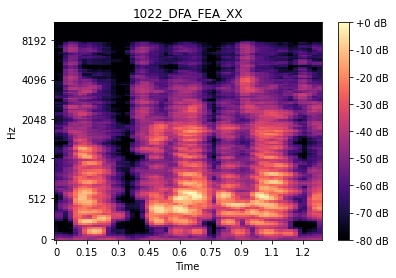 1022_DFA_FEA_XX
8192
4096
2048
1024
512
0
Hz
0 0.15 0.3 0.45 0.6 0.75 0.9 1.1 1.2
Time
+0 dB
-10 dB
-20 dB
-30 dB
-40 dB
-50 dB
-60 dB
-70 dB
-80 dB